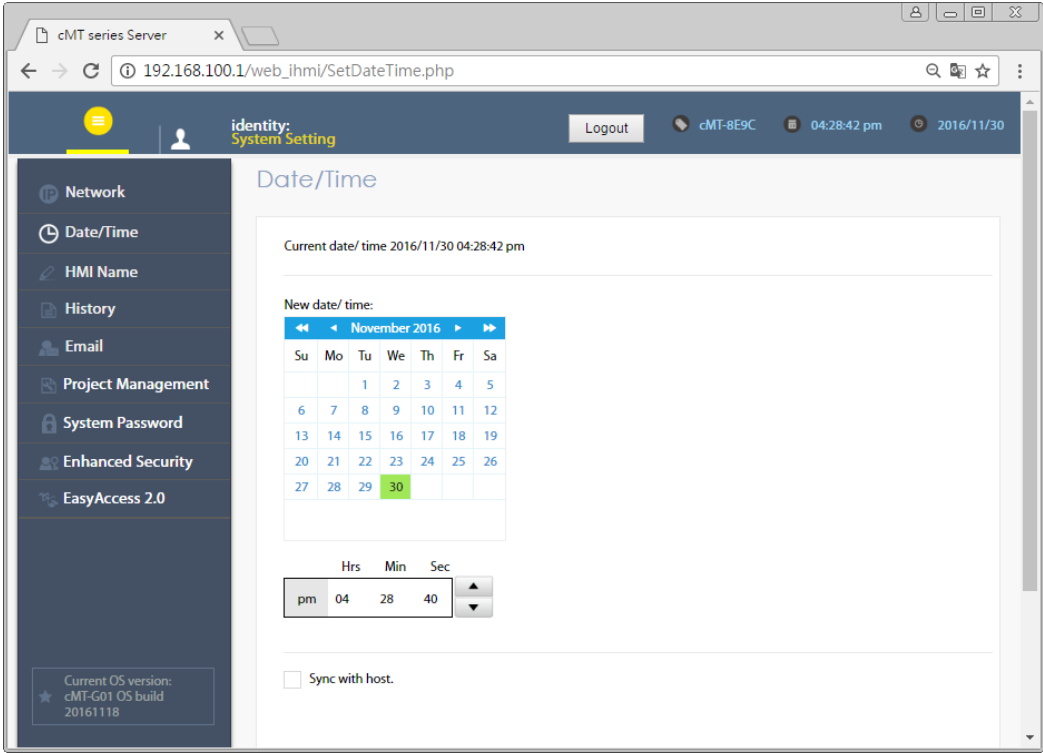 cMT series Server
192.168.100.1/web_ihmi/SetDateTime.php
identity:
System Setting
Logout
cMT-8E9C
04:28:42 pm
2016/11/30
IP Network
Date/Time
HMI Name
History
Email
Project Management
System Password
Enhanced Security
EasyAccess 2.0
Current OS version:
cMT-G01 OS build
20161118
Date/Time
Current date/ time 2016/11/30 04:28:42 pm
New date/ time:
November 2016
Su Mo Tu We Th Fr Sa
1 2 3 4 5
6 7 8 9 10 11 12
13 14 15 16 17 18 19
20 21 22 23 24 25 26
27 28 29 30
Hrs Min Sec
pm 04 28 40
Sync with host.